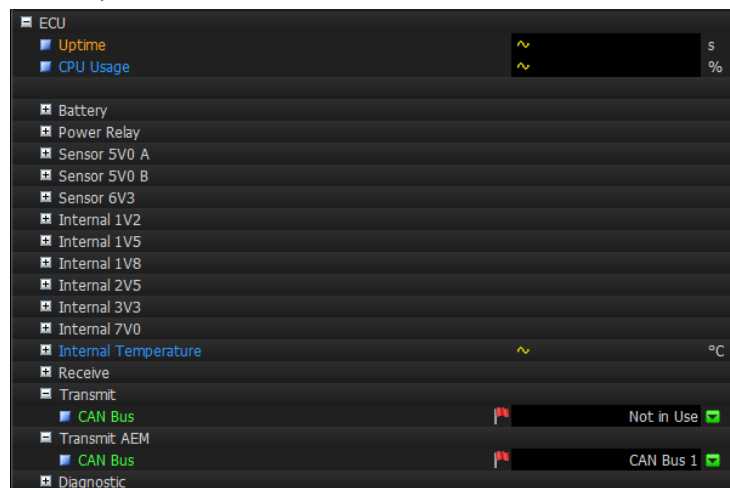 ECU
Uptime s
CPU Usage %
Battery
Power Relay
Sensor 5V0 A
Sensor 5V0 B
Sensor 6V3
Internal 1V2
Internal 1V5
Internal 1V8
Internal 2V5
Internal 3V3
Internal 7V0
Internal Temperature °C
Receive
Transmit
CAN Bus Not in Use
Transmit AEM
CAN Bus CAN Bus 1
Diagnostic